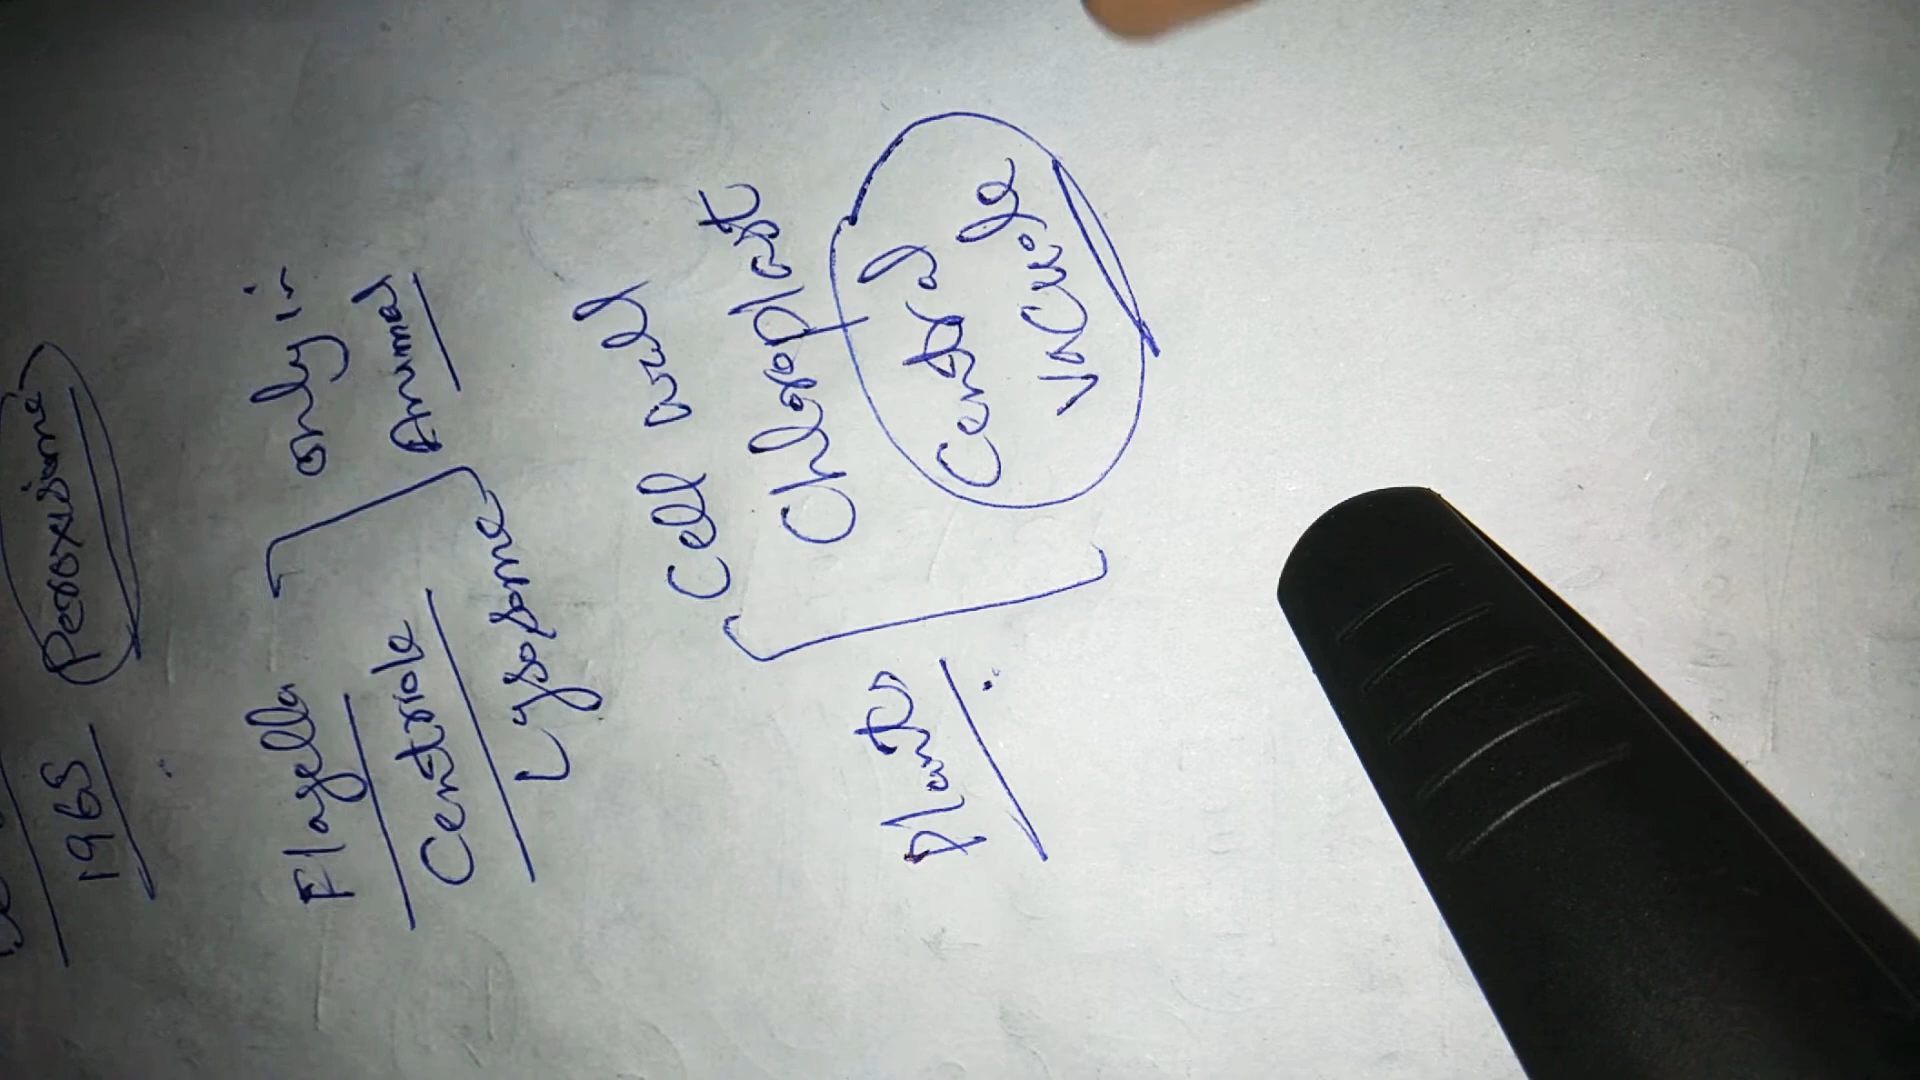 1965 Peroxisome
Flagella
Centriole
Lysosome
only in
Animal
Plants
Cell wall
Chloroplast
Central
Vacuole